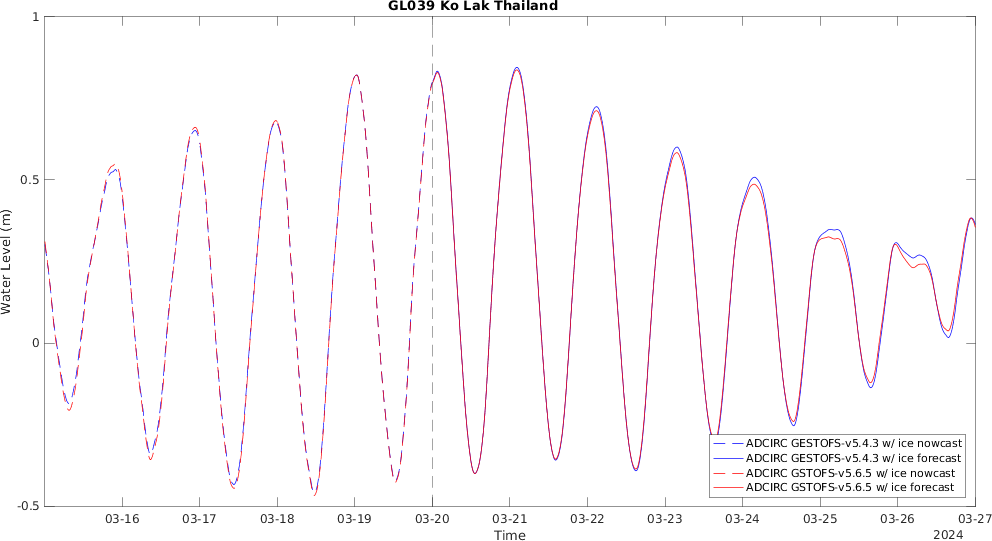 GL039 Ko Lak Thailand
1
0.5
0
-0.5
Water Level (m)
ADCIRC GESTOFS-v5.4.3 w/ ice nowcast
ADCIRC GESTOFS-v5.4.3 w/ ice forecast
ADCIRC GSTOFS-v5.6.5 w/ ice nowcast
ADCIRC GSTOFS-v5.6.5 w/ ice forecast
03-16 03-17 03-18 03-19 03-20 03-21 03-22 03-23 03-24 03-25 03-26 03-27
Time
2024